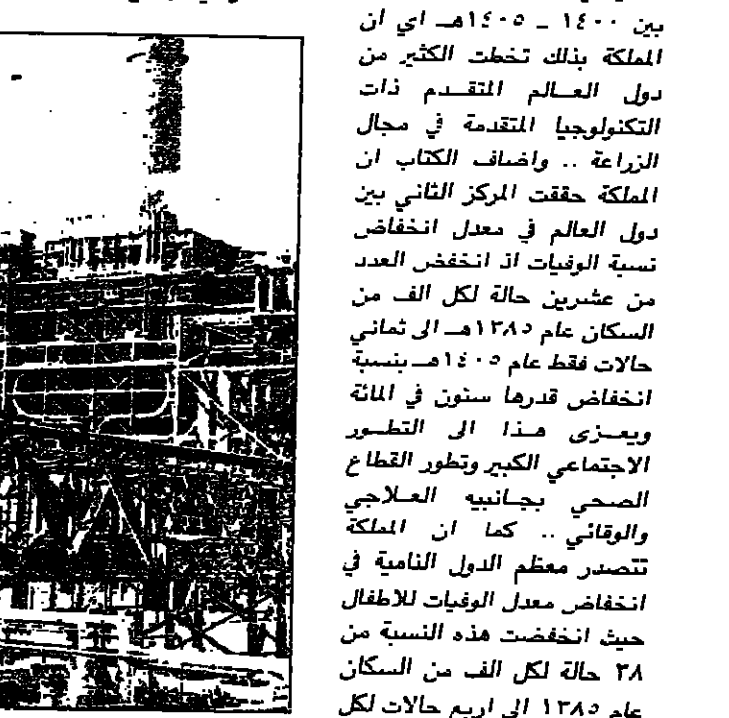 بين ١٤٠٠ ـ ١٤٠٥هـ اي ان
المملكة بذلك تخطت الكثير من
دول العالم المتقدم ذات
التكنولوجيا المتقدمة في مجال
الزراعة .. واضاف الكتاب ان
المملكة حققت المركز الثاني بين
دول العالم في معدل انخفاض
نسبة الوفيات اذ انخفض العدد
من عشرين حالة لكل الف من
السكان عام ١٣٨٥هـ الى ثماني
حالات فقط عام ١٤٠٥هـ بنسبة
انخفاض قدرها ستون في المائة
ويعزى هذا الى التطور
الاجتماعي الكبير وتطور القطاع
الصحي بجانبيه العلاجي
والوقائي .. كما ان المملكة
تتصدر معظم الدول النامية في
انخفاض معدل الوفيات للاطفال
حيث انخفضت هذه النسبة من
٣٨ حالة لكل الف من السكان
عام ١٣٨٥ الى اربع حالات لكل